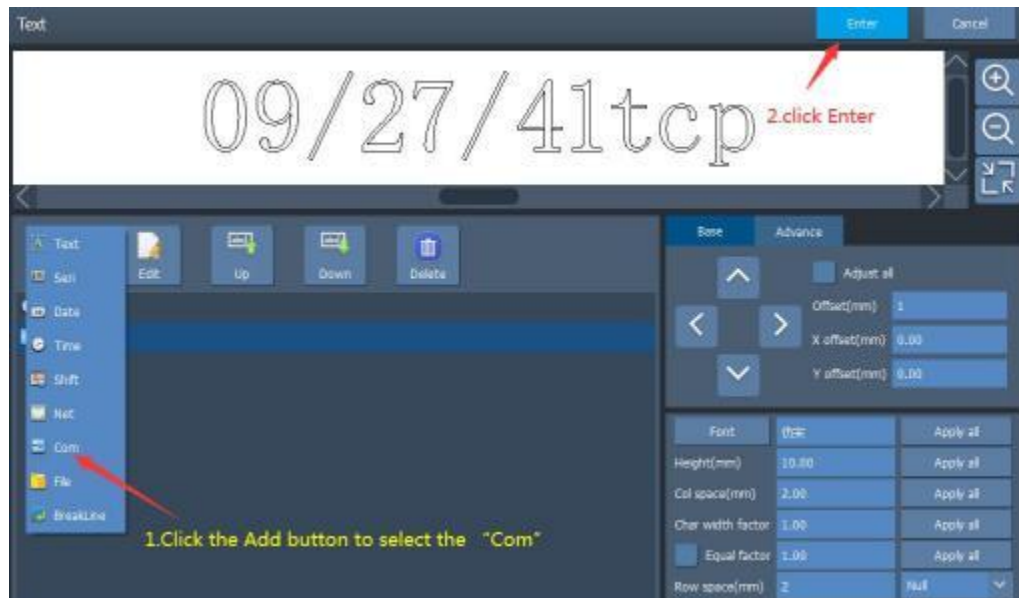 Text
Enter
Cancel
09/27/41tcp
2.click Enter
Text
Seri
Date
Time
Shift
Net
Com
File
BreakLine
Edit
Up
Down
Delete
1.Click the Add button to select the “Com”
Base
Advance
Adjust all
Offset(mm) 1
X offset(mm) 0.00
Y offset(mm) 0.00
Font 仿宋 Apply all
Height(mm) 10.00 Apply all
Col space(mm) 2.00 Apply all
Char width factor 1.00 Apply all
Equal factor 1.00 Apply all
Row space(mm) 2 Null